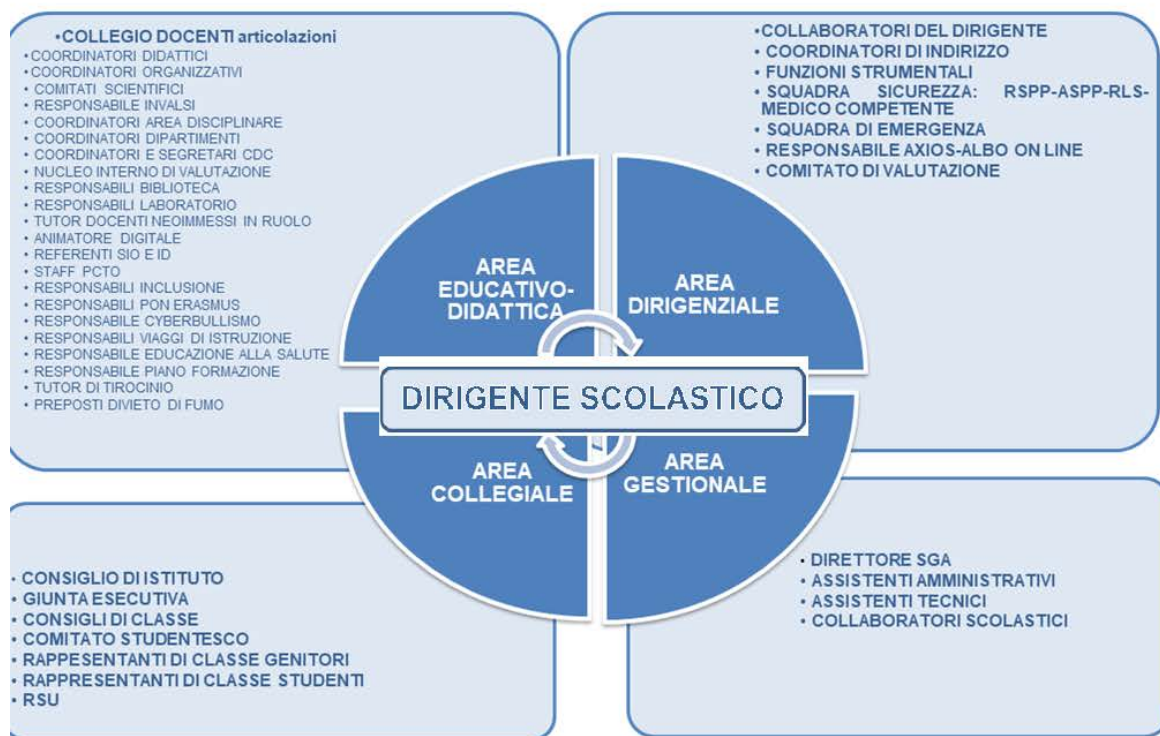 •COLLEGIO DOCENTI articolazioni
• COORDINATORI DIDATTICI
•COORDINATORI ORGANIZZATIVI
• COMITATI SCIENTIFICI
• RESPONSABILE INVALSI
• COORDINATORI AREA DISCIPLINARE
• COORDINATORI DIPARTIMENTI
• COORDINATORI E SEGRETARI CDC
• NUCLEO INTERNO DI VALUTAZIONE
• RESPONSABILI BIBLIOTECA
• RESPONSABILI LABORATORIO
• TUTOR DOCENTI NEOIMMESSI IN RUOLO
• ANIMATORE DIGITALE
• REFERENTI SIO E ID
• STAFF PCTO
• RESPONSABILI INCLUSIONE
• RESPONSABILI PON ERASMUS
• RESPONSABILE CYBERBULLISMO
• RESPONSABILI VIAGGI DI ISTRUZIONE
• RESPONSABILE EDUCAZIONE ALLA SALUTE
• RESPONSABILE PIANO FORMAZIONE
• TUTOR DI TIROCINIO
• PREPOSTI DIVIETO DI FUMO
•COLLABORATORI DEL DIRIGENTE
• COORDINATORI DI INDIRIZZO
• FUNZIONI STRUMENTALI
• SQUADRA SICUREZZA: RSPP-ASPP-RLS-
MEDICO COMPETENTE
• SQUADRA DI EMERGENZA
• RESPONSABILE AXIOS-ALBO ON LINE
• COMITATO DI VALUTAZIONE
AREA
EDUCATIVO-
DIDATTICA
AREA
DIRIGENZIALE
DIRIGENTE SCOLASTICO
AREA
COLLEGIALE
AREA
GESTIONALE
• CONSIGLIO DI ISTITUTO
• GIUNTA ESECUTIVA
• CONSIGLI DI CLASSE
• COMITATO STUDENTESCO
• RAPPESENTANTI DI CLASSE GENITORI
• RAPPRESENTANTI DI CLASSE STUDENTI
• RSU
• DIRETTORE SGA
• ASSISTENTI AMMINISTRATIVI
• ASSISTENTI TECNICI
• COLLABORATORI SCOLASTICI